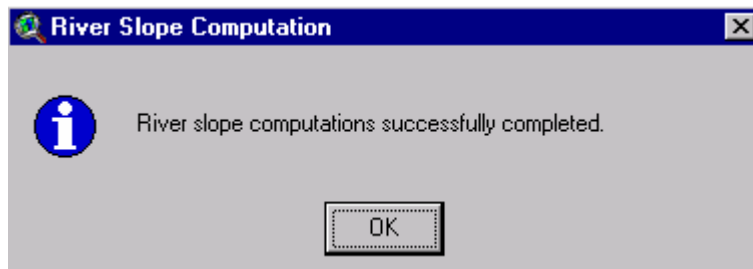 River Slope Computation
River slope computations successfully completed.
OK